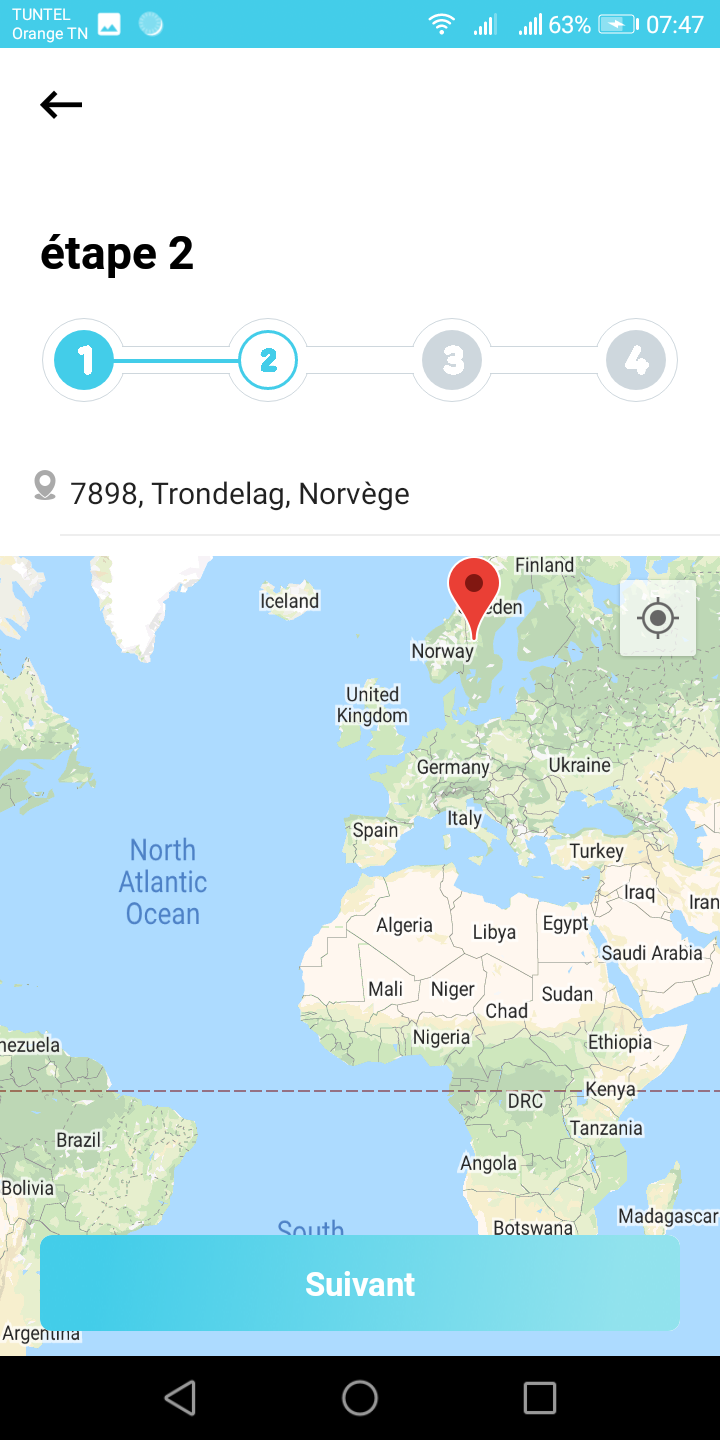 TUNTEL
Orange TN
63%
07:47
étape 2
1
2
3
4
7898, Trondelag, Norvège
Finland
Iceland
eden
Norway
United
Kingdom
Germany
Ukraine
Italy
Spain
Turkey
North
Atlantic
Ocean
Iraq
Iran
Algeria
Libya
Egypt
Saudi Arabia
Mali
Niger
Sudan
Chad
Nigeria
Ethiopia
nezuela
Kenya
DRC
Tanzania
Brazil
Angola
Bolivia
Madagascar
Botswana
South
Suivant
Argentina